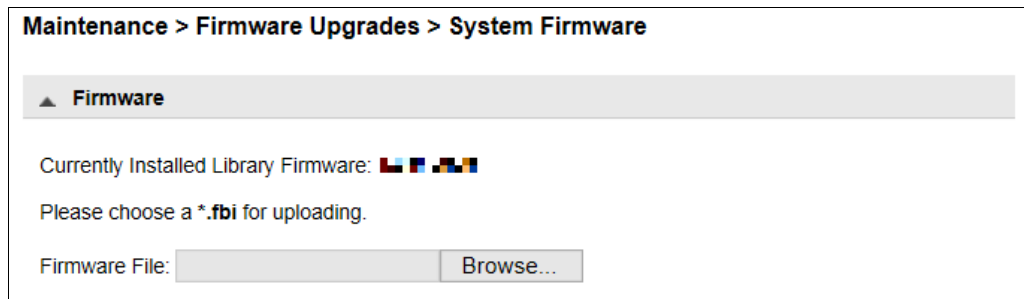 Maintenance > Firmware Upgrades > System Firmware
Firmware
Currently Installed Library Firmware:
Please choose a *.fbi for uploading.
Firmware File: Browse...